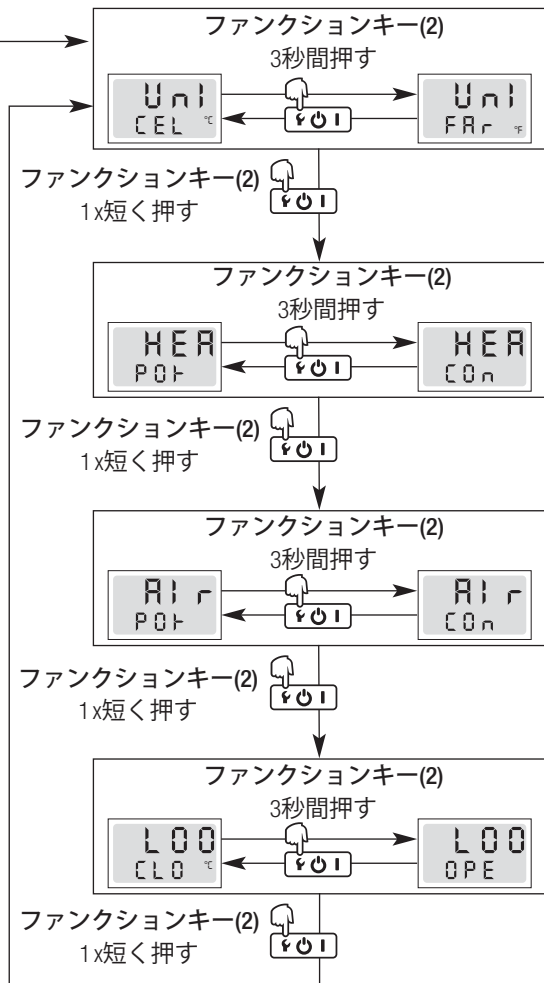 ファンクションキー(2)
3秒間押す
Uni Uni
CEL °C FAr °F
ファンクションキー(2)
1x短く押す
ファンクションキー(2)
3秒間押す
HEA HEA
POt COn
ファンクションキー(2)
1x短く押す
ファンクションキー(2)
3秒間押す
AIr AIr
POt COn
ファンクションキー(2)
1x短く押す
ファンクションキー(2)
3秒間押す
LOO LOO
CLO °C OPE
ファンクションキー(2)
1x短く押す